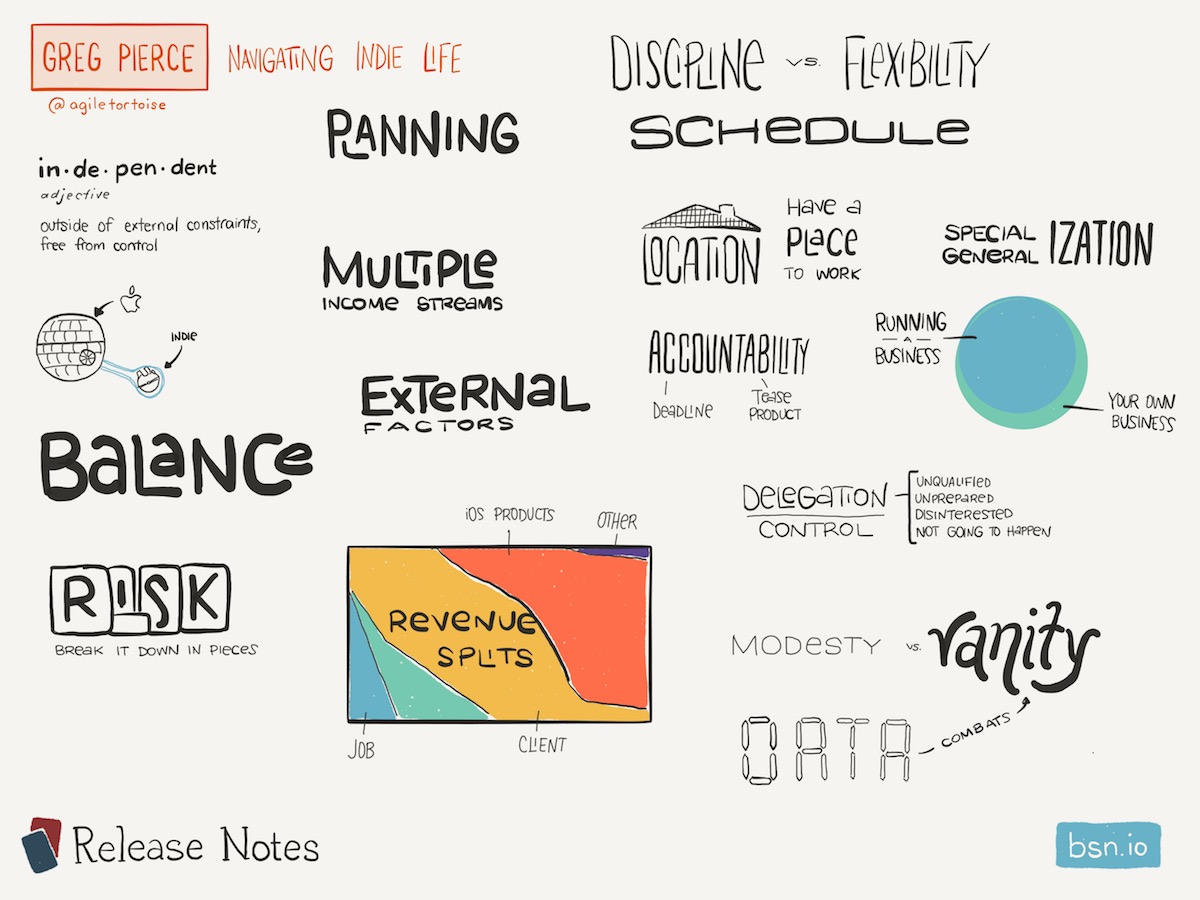 GREG PIERCE NAVIGATING INDIE LIFE
@agiletortoise
in·de·pen·dent
adjective
outside of external constraints,
free from control
INDIE
BALANCE
RISK
BREAK IT DOWN IN PIECES
PLANNING
MULTIPLE
INCOME STREAMS
EXTERNAL
FACTORS
iOS PRODUCTS
OTHER
REVENUE
SPLITS
JOB
CLIENT
DISCIPLINE vs. FLEXIBILITY
SCHEDULE
LOCATION
HAVE A
PLACE
TO WORK
ACCOUNTABILITY
DEADLINE
TEASE
PRODUCT
SPECIAL
GENERAL
IZATION
RUNNING
A
BUSINESS
YOUR OWN
BUSINESS
DELEGATION
CONTROL
UNQUALIFIED
UNPREPARED
DISINTERESTED
NOT GOING TO HAPPEN
MODESTY vs. vanity
DATA
COMBATS
Release Notes
bsn.io